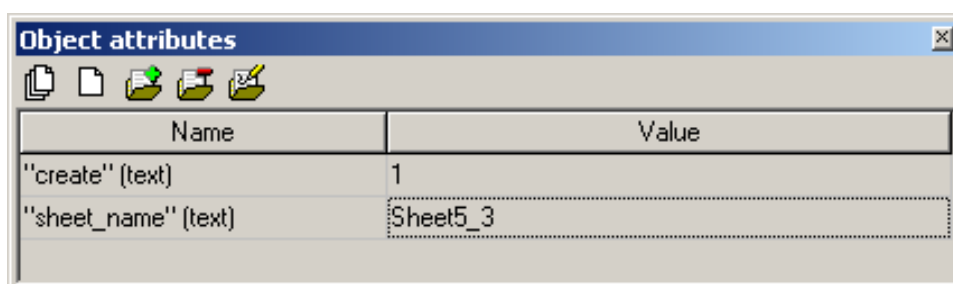 Object attributes
Name Value
"create" (text) 1
"sheet_name" (text) Sheet5_3